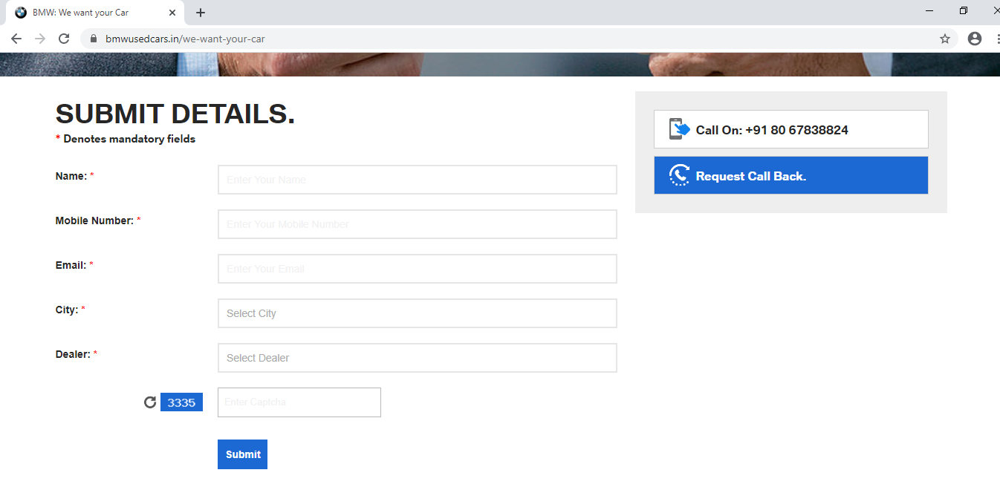 BMW: We want your Car
bmwusedcars.in/we-want-your-car
SUBMIT DETAILS.
* Denotes mandatory fields
Name: *
Enter Your Name
Mobile Number: *
Enter Your Mobile Number
Email: *
Enter Your Email
City: *
Select City
Dealer: *
Select Dealer
3335
Enter Captcha
Submit
Call On: +91 80 67838824
Request Call Back.